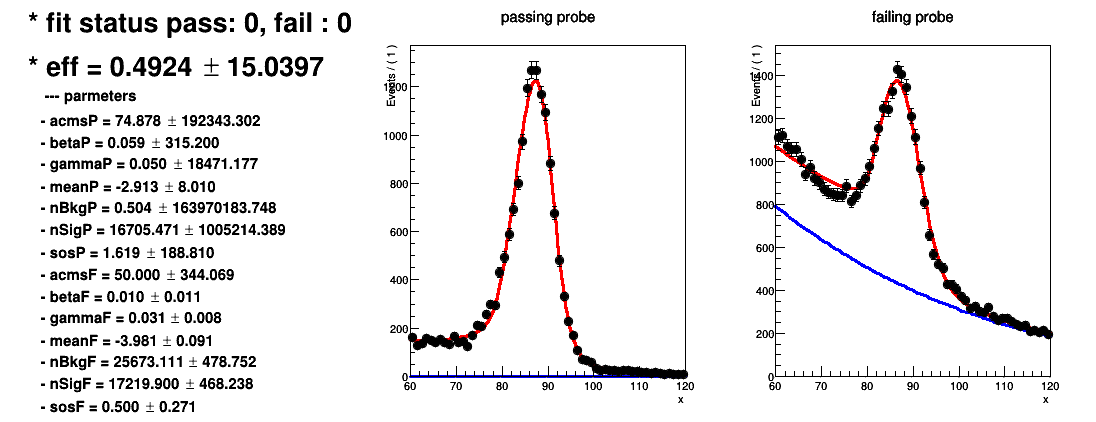 * fit status pass: 0, fail : 0
* eff = 0.4924 ± 15.0397
--- parmeters
- acmsP = 74.878 ± 192343.302
- betaP = 0.059 ± 315.200
- gammaP = 0.050 ± 18471.177
- meanP = -2.913 ± 8.010
- nBkgP = 0.504 ± 163970183.748
- nSigP = 16705.471 ± 1005214.389
- sosP = 1.619 ± 188.810
- acmsF = 50.000 ± 344.069
- betaF = 0.010 ± 0.011
- gammaF = 0.031 ± 0.008
- meanF = -3.981 ± 0.091
- nBkgF = 25673.111 ± 478.752
- nSigF = 17219.900 ± 468.238
- sosF = 0.500 ± 0.271
passing probe
Events / ( 1 )
1200
1000
800
600
400
200
0
60 70 80 90 100 110 120
x
failing probe
Events / ( 1 )
1400
1200
1000
800
600
400
200
0
60 70 80 90 100 110 120
x